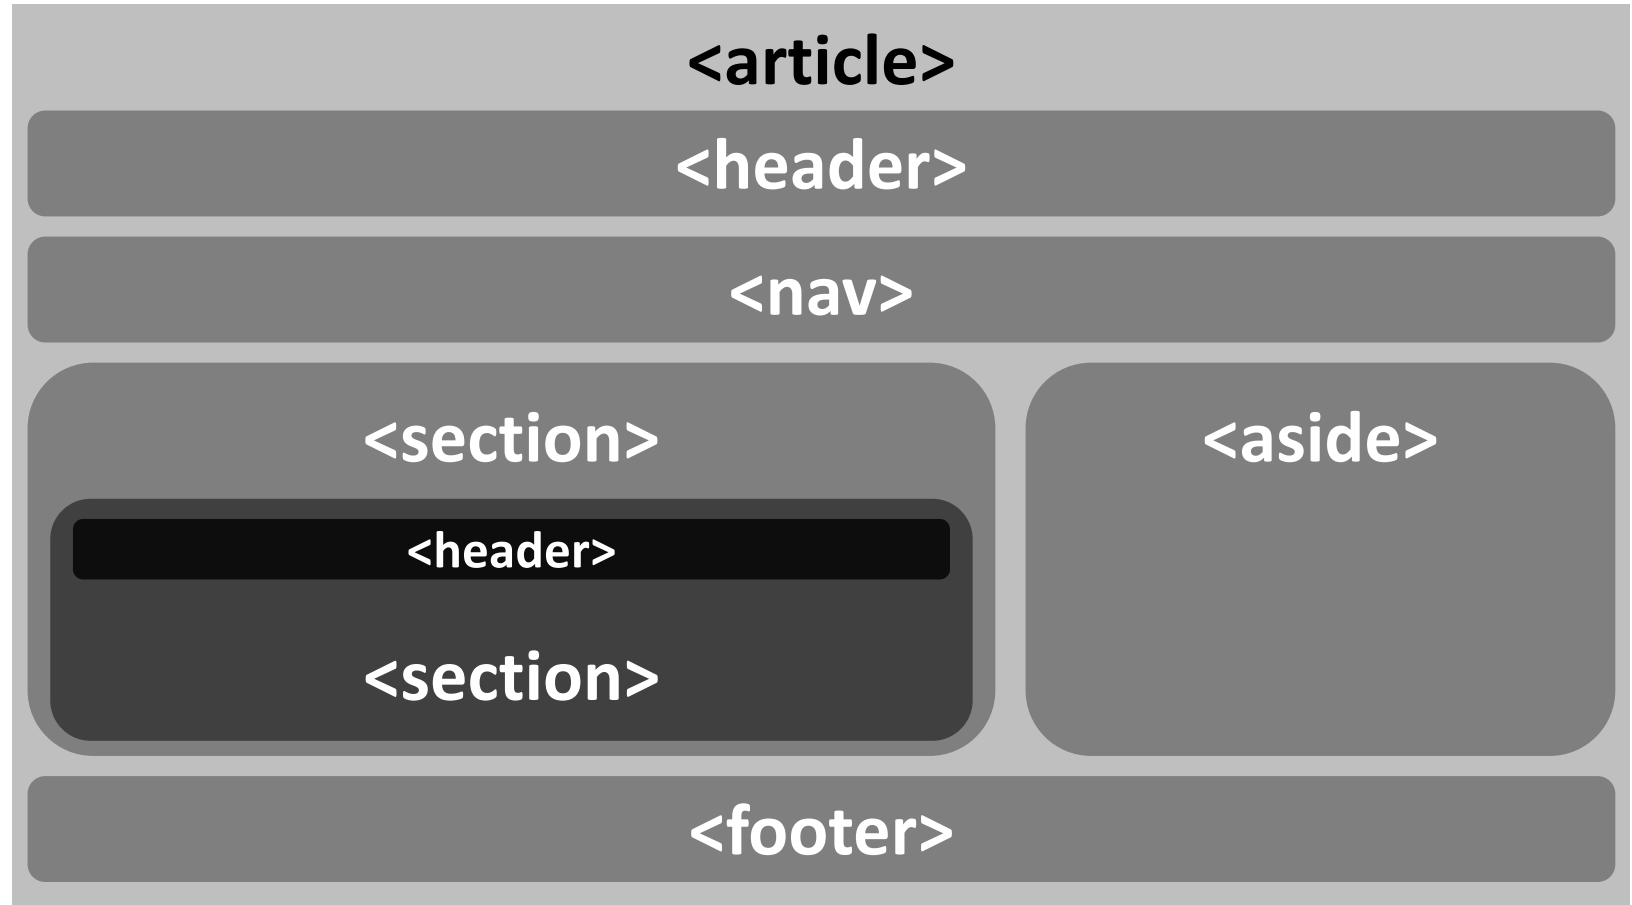 <article>
<header>
<nav>
<section>
<aside>
<header>
<section>
<footer>